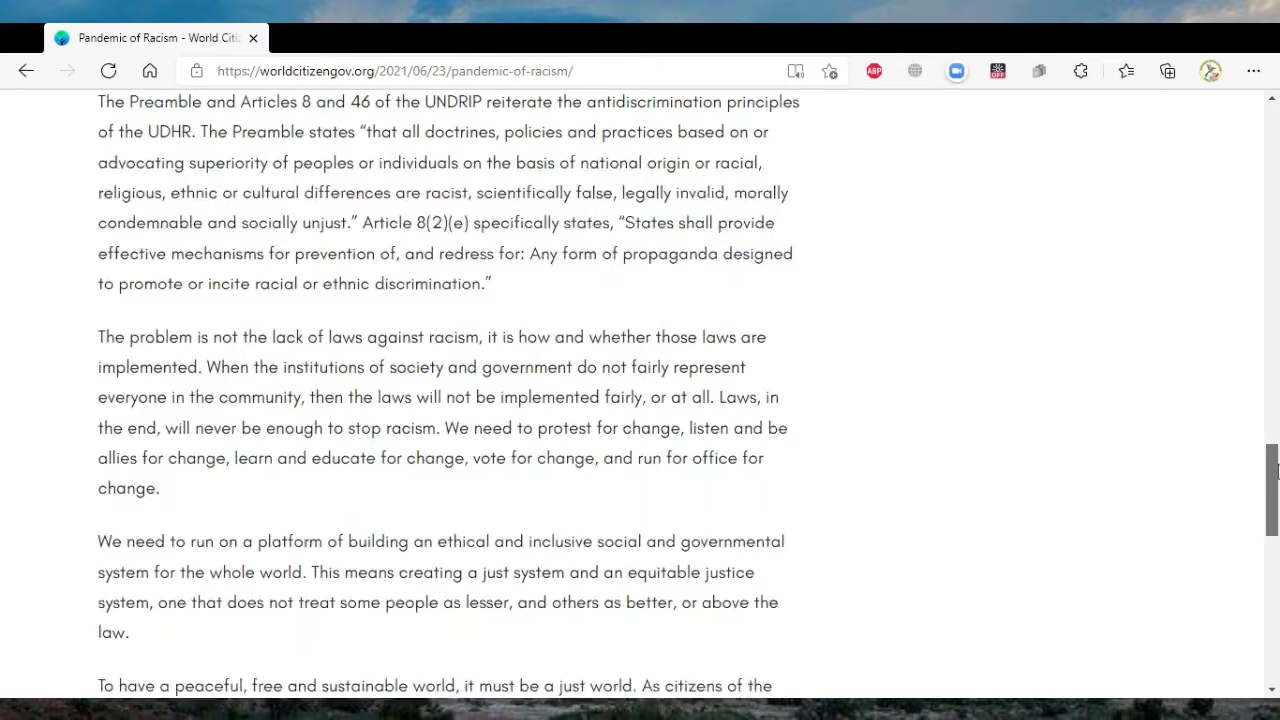 Pandemic of Racism - World Citi
https://worldcitizengov.org/2021/06/23/pandemic-of-racism/
ABP
OFF
The Preamble and Articles 8 and 46 of the UNDRIP reiterate the antidiscrimination principles
of the UDHR. The Preamble states “that all doctrines, policies and practices based on or
advocating superiority of peoples or individuals on the basis of national origin or racial,
religious, ethnic or cultural differences are racist, scientifically false, legally invalid, morally
condemnable and socially unjust.” Article 8(2)(e) specifically states, “States shall provide
effective mechanisms for prevention of, and redress for: Any form of propaganda designed
to promote or incite racial or ethnic discrimination.”
The problem is not the lack of laws against racism, it is how and whether those laws are
implemented. When the institutions of society and government do not fairly represent
everyone in the community, then the laws will not be implemented fairly, or at all. Laws, in
the end, will never be enough to stop racism. We need to protest for change, listen and be
allies for change, learn and educate for change, vote for change, and run for office for
change.
We need to run on a platform of building an ethical and inclusive social and governmental
system for the whole world. This means creating a just system and an equitable justice
system, one that does not treat some people as lesser, and others as better, or above the
law.
To have a peaceful, free and sustainable world, it must be a just world. As citizens of the